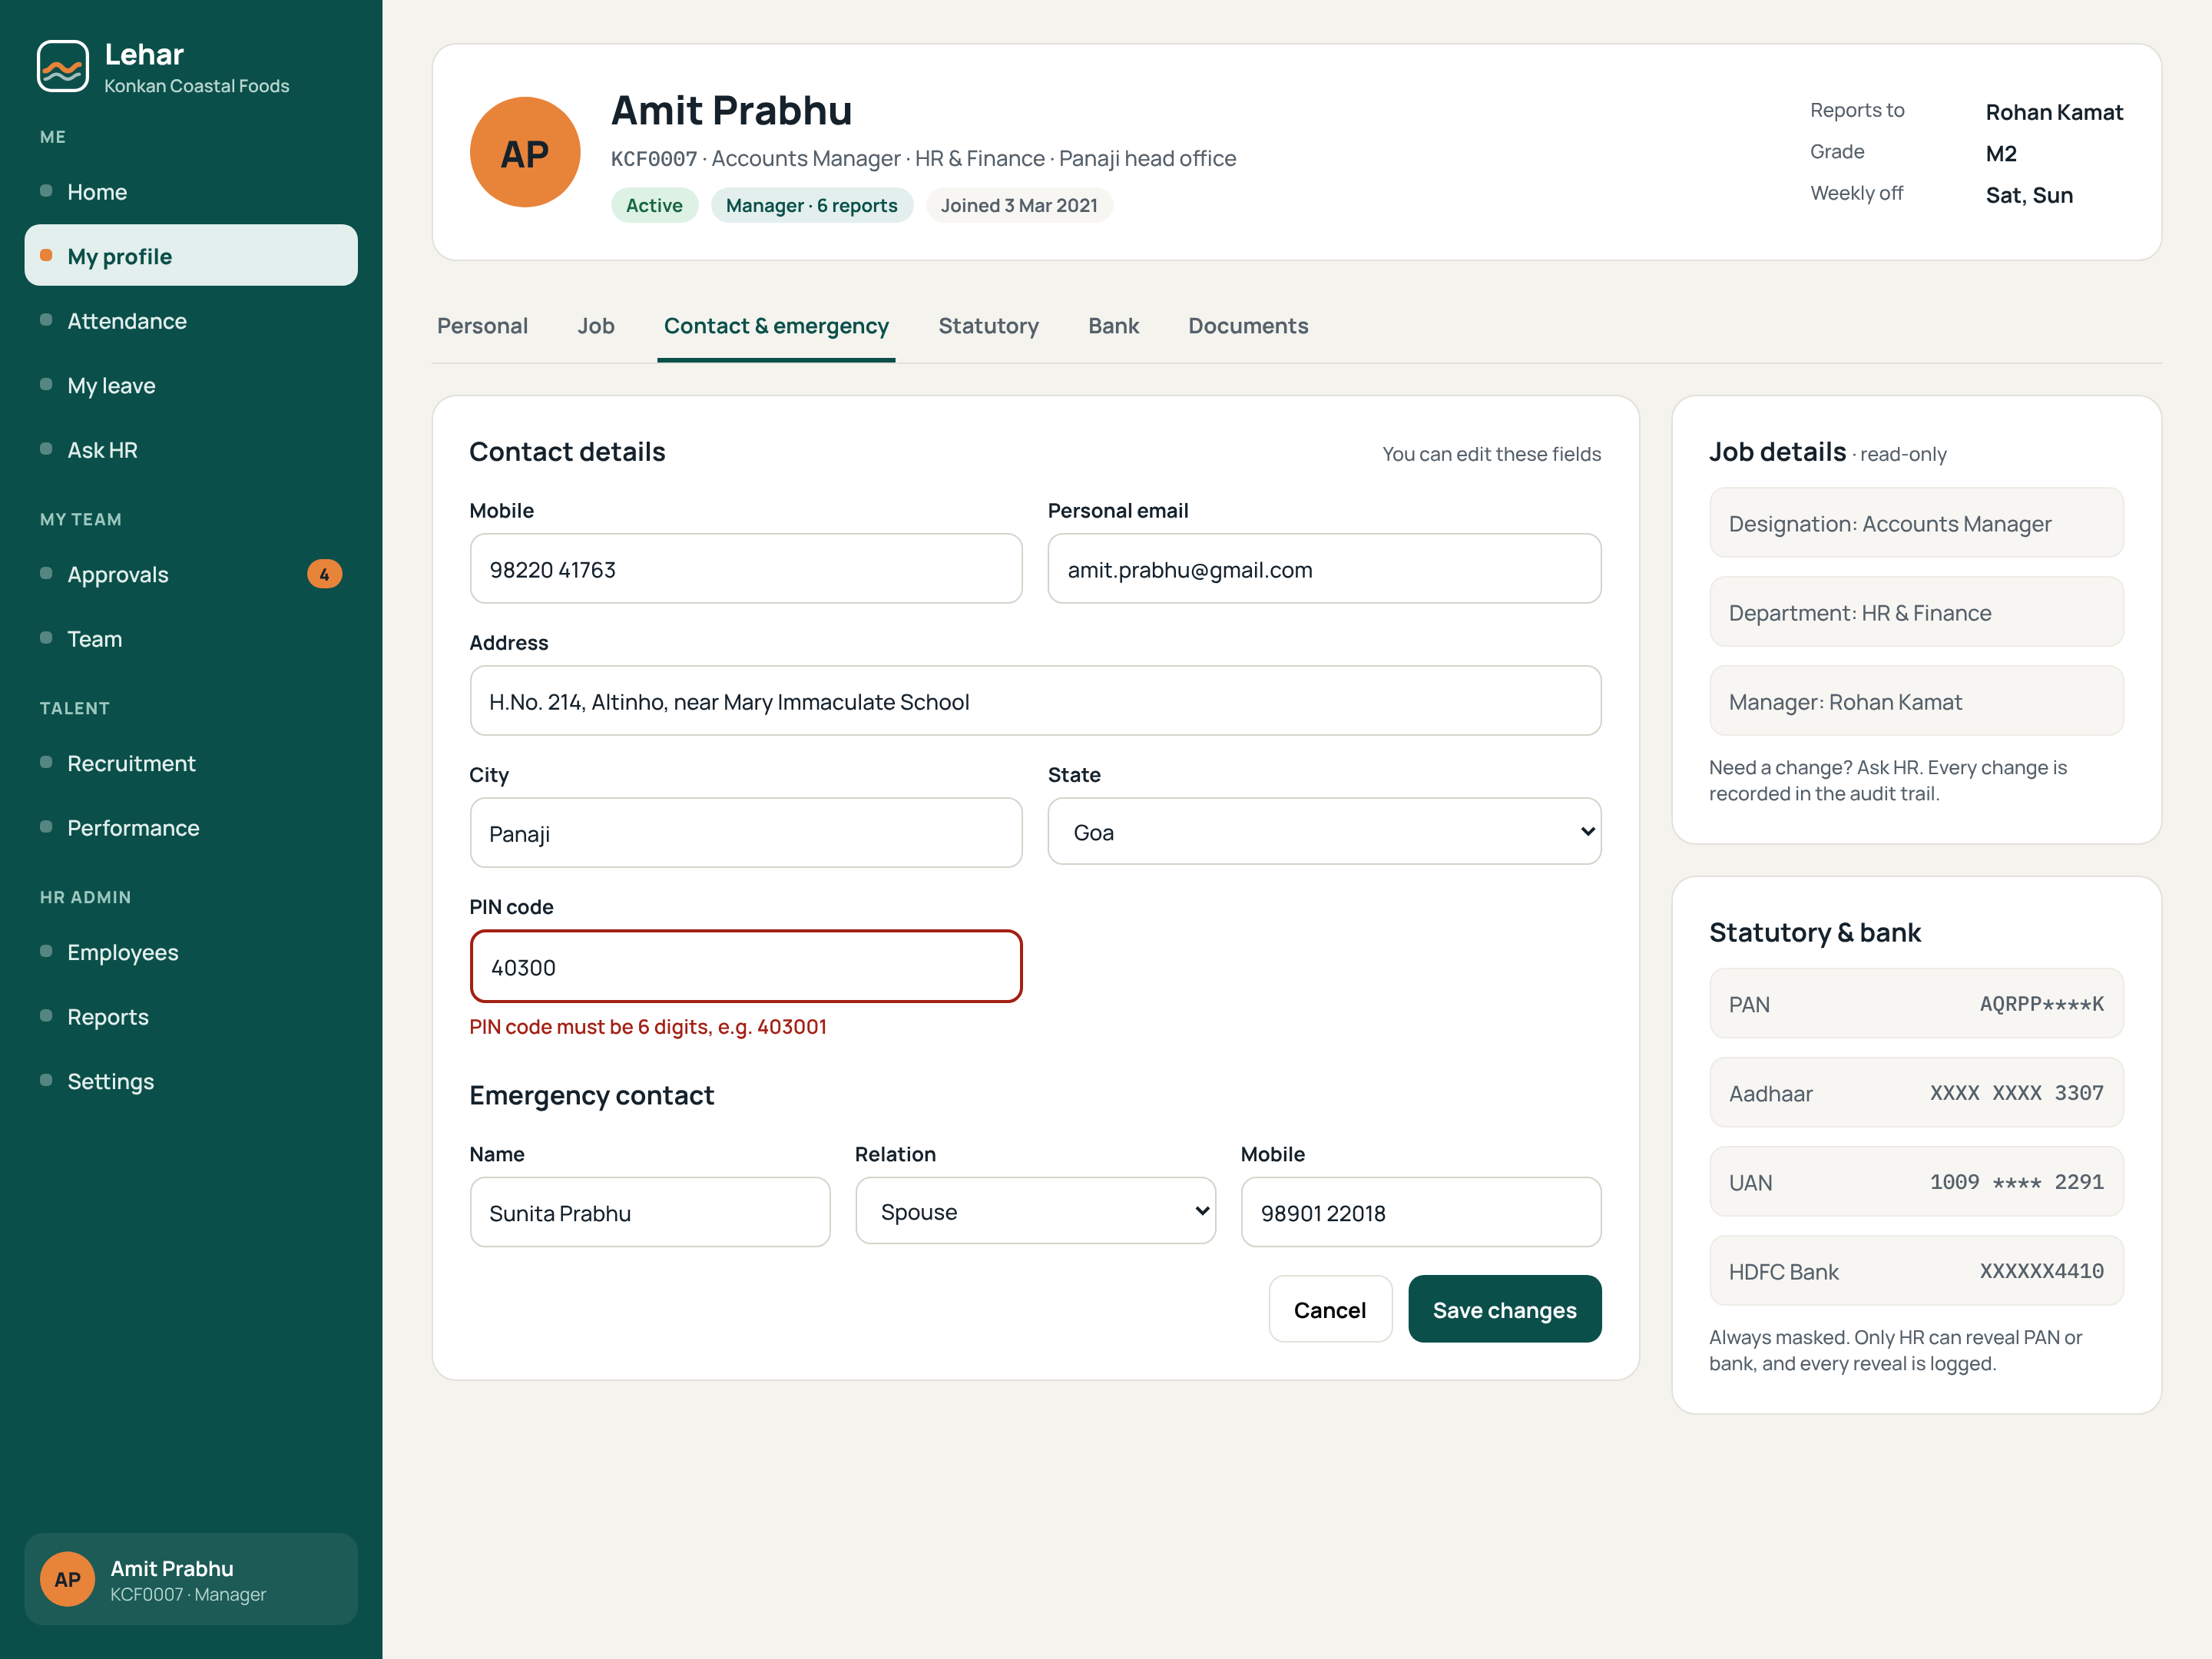 Lehar
Konkan Coastal Foods
ME
Home
My profile
Attendance
My leave
Ask HR
MY TEAM
Approvals 4
Team
TALENT
Recruitment
Performance
HR ADMIN
Employees
Reports
Settings
AP
Amit Prabhu
KCF0007 · Manager
AP
Amit Prabhu
KCF0007 · Accounts Manager · HR & Finance · Panaji head office
Active Manager · 6 reports Joined 3 Mar 2021
Reports to Rohan Kamat
Grade M2
Weekly off Sat, Sun
Personal Job Contact & emergency Statutory Bank Documents
Contact details You can edit these fields
Mobile Personal email
98220 41763 amit.prabhu@gmail.com
Address
H.No. 214, Altinho, near Mary Immaculate School
City State
Panaji Goa
PIN code
40300
PIN code must be 6 digits, e.g. 403001
Emergency contact
Name Relation Mobile
Sunita Prabhu Spouse 98901 22018
Cancel Save changes
Job details · read-only
Designation: Accounts Manager
Department: HR & Finance
Manager: Rohan Kamat
Need a change? Ask HR. Every change is
recorded in the audit trail.
Statutory & bank
PAN AQRPP****K
Aadhaar XXXX XXXX 3307
UAN 1009 **** 2291
HDFC Bank XXXXXX4410
Always masked. Only HR can reveal PAN or
bank, and every reveal is logged.